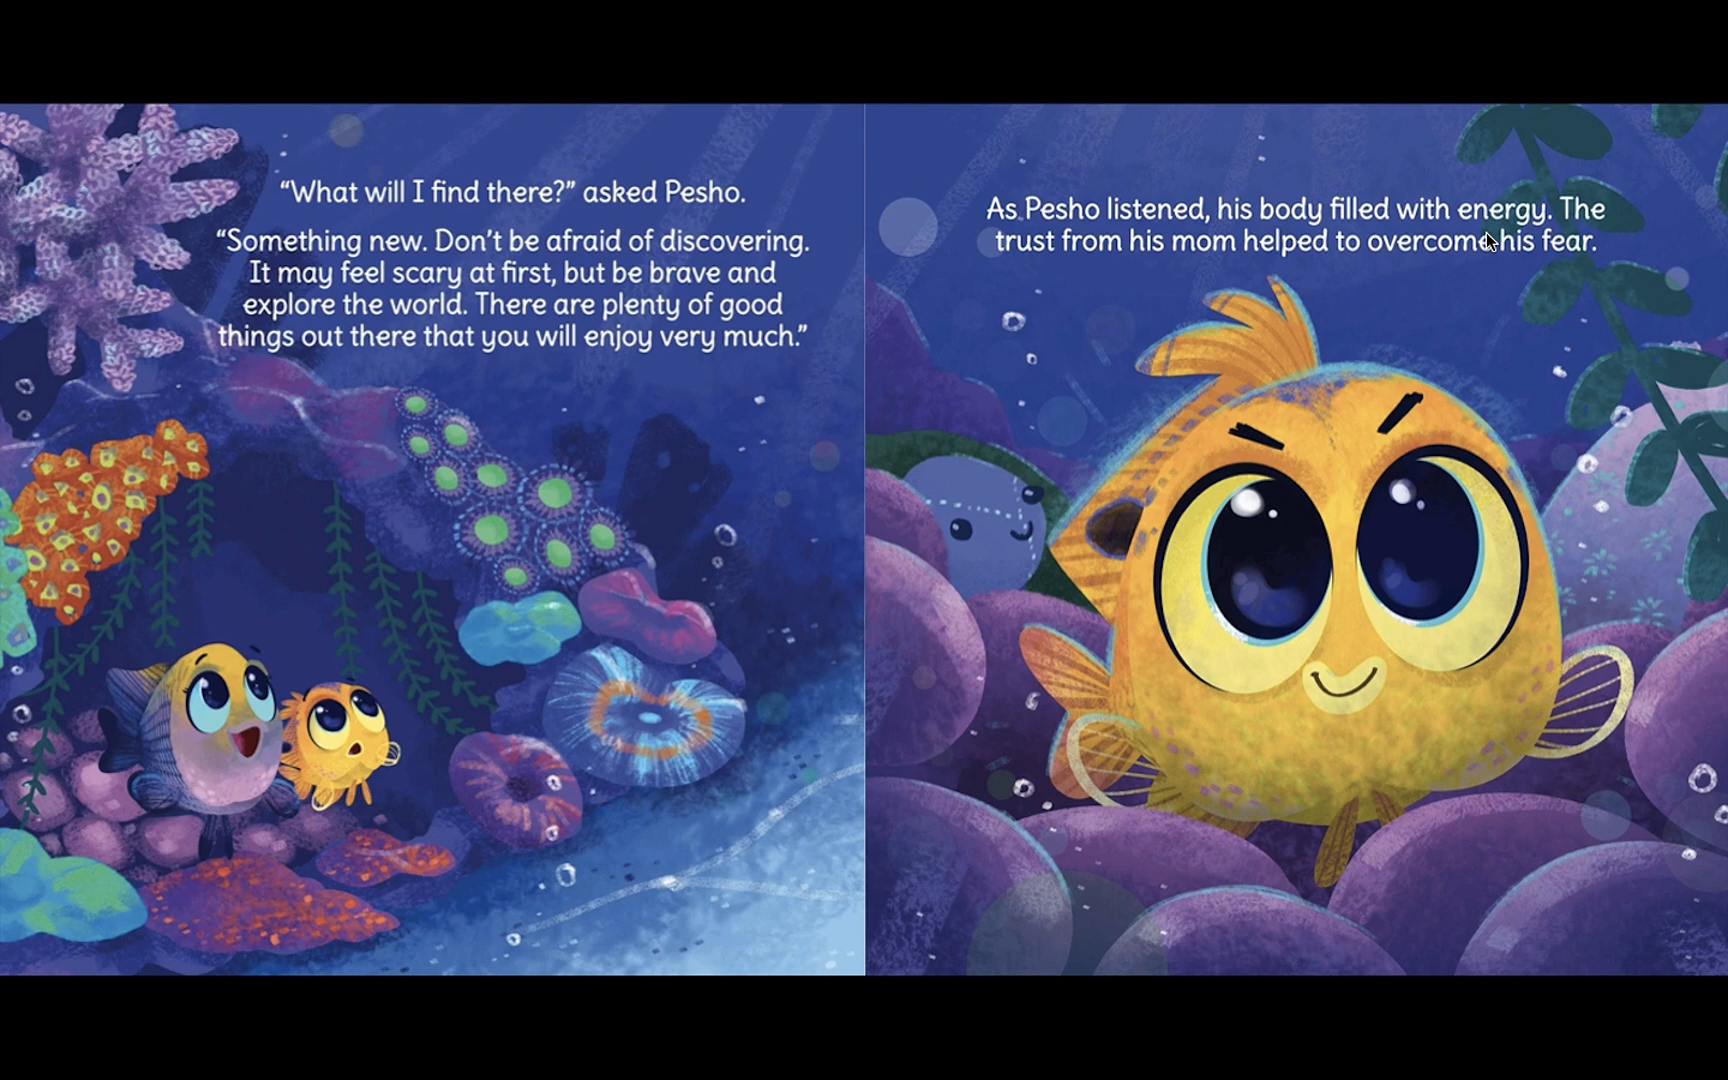 “What will I find there?” asked Pesho.
“Something new. Don’t be afraid of discovering.
It may feel scary at first, but be brave and
explore the world. There are plenty of good
things out there that you will enjoy very much.”
As Pesho listened, his body filled with energy. The
trust from his mom helped to overcome his fear.